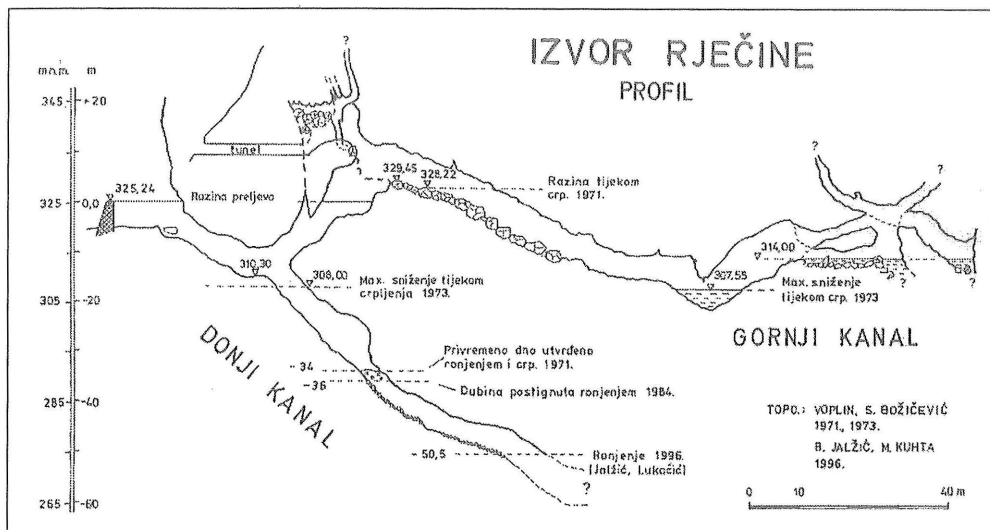 IZVOR RJEČINE
PROFIL
m n.m. m
365 +20
325 0,0
305 -20
285 -40
265 -60
325,24
tunel
Razina preljeva
329,45
328,22
Razina tijekom
crp. 1971.
310,30
308,00
Max. sniženje tijekom
crpljenja 1973.
307,55
314,00
Max. sniženje
tijekom crp. 1973
GORNJI KANAL
DONJI KANAL
-34
Privremeno dno utvrđeno
ronjenjem i crp. 1971.
-36
Dubina postignuta ronjenjem 1984.
-50,5
Ronjenje 1996.
(Jalžić, Lukačić)
?
?
?
?
?
?
?
TOPO.: VOPLIN, S. BOŽIČEVIĆ
1971., 1973.
B. JALŽIĆ, M. KUHTA
1996.
0 10 40 m